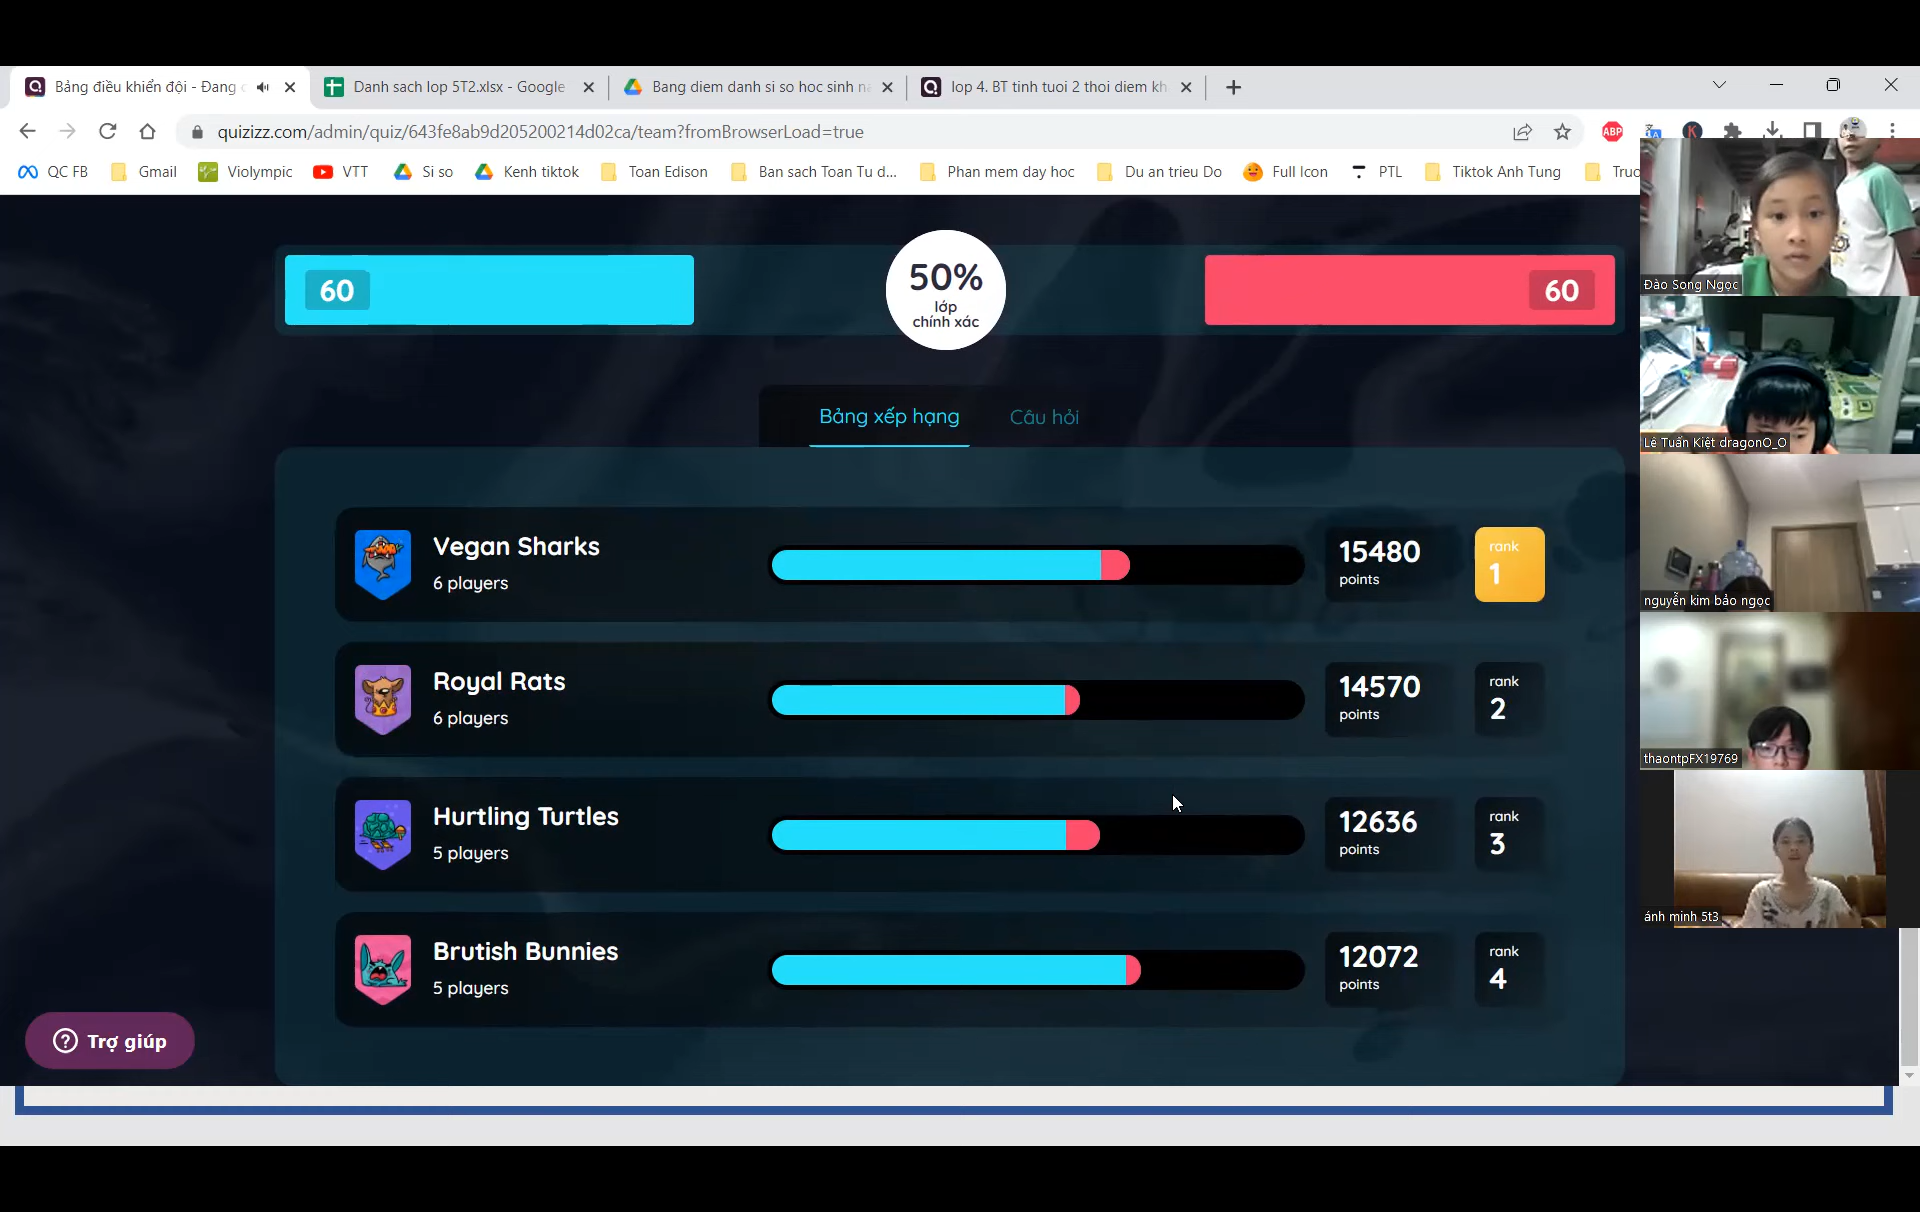 Bảng điều khiển đội - Đang c
Danh sach lop 5T2.xlsx - Google
Bang diem danh si so hoc sinh na
lop 4. BT tinh tuoi 2 thoi diem kh
quizizz.com/admin/quiz/643fe8ab9d205200214d02ca/team?fromBrowserLoad=true
ABP
K
QC FB
Gmail
Violympic
VTT
Si so
Kenh tiktok
Toan Edison
Ban sach Toan Tu d...
Phan mem day hoc
Du an trieu Do
Full Icon
PTL
Tiktok Anh Tung
Truo
60
50%
lớp
chính xác
60
Bảng xếp hạng
Câu hỏi
Vegan Sharks
6 players
15480
points
rank
1
Royal Rats
6 players
14570
points
rank
2
Hurtling Turtles
5 players
12636
points
rank
3
Brutish Bunnies
5 players
12072
points
rank
4
Trợ giúp
Đào Song Ngọc
Lê Tuấn Kiệt dragonO_O
nguyễn kim bảo ngọc
thaontpFX19769
ánh minh 5t3